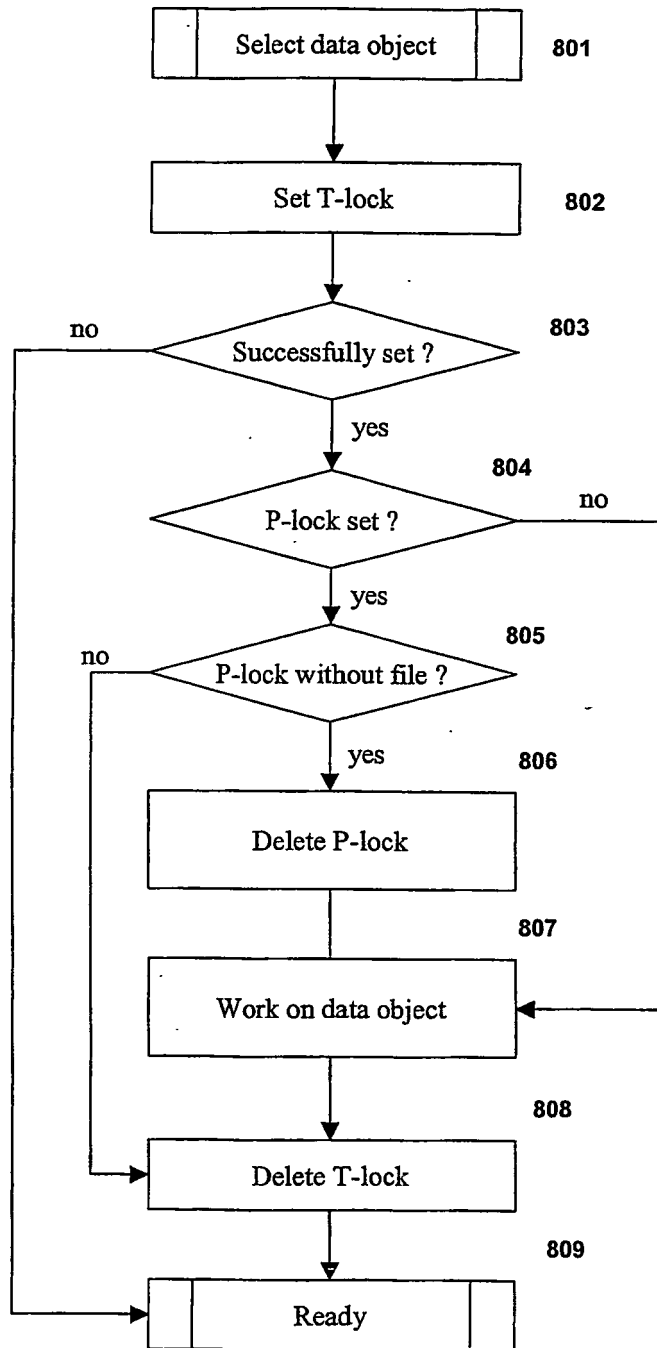 Select data object 801
Set T-lock 802
803
no
Successfully set ?
yes
804
no
P-lock set ?
yes
805
no
P-lock without file ?
yes
806
Delete P-lock
807
Work on data object
808
Delete T-lock
809
Ready